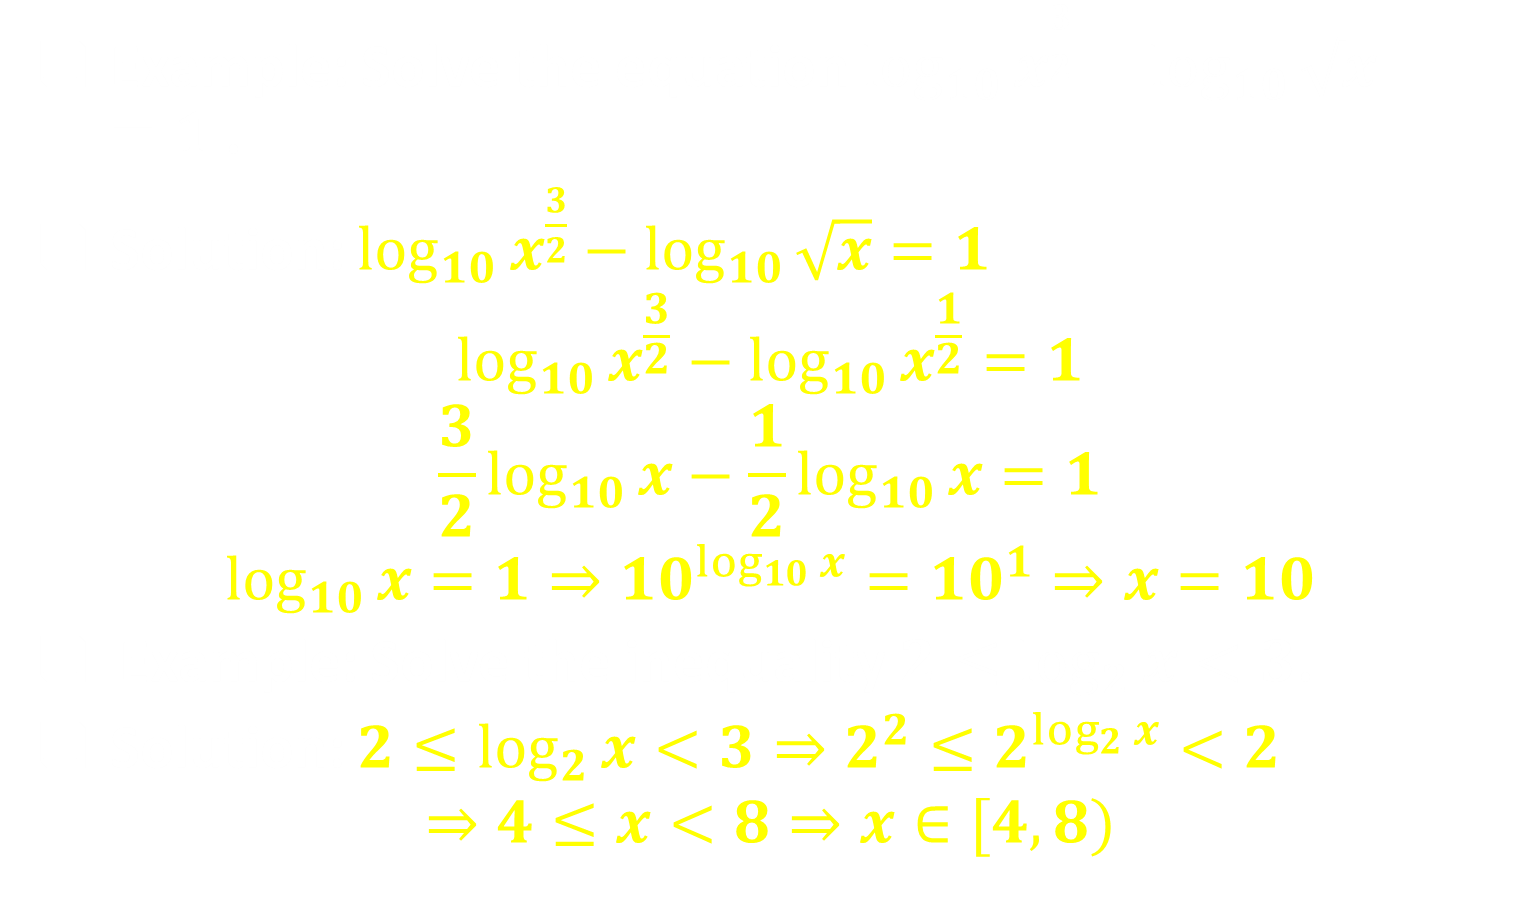 log₁₀ x^(3/2) − log₁₀ √x = 1
log₁₀ x^(3/2) − log₁₀ x^(1/2) = 1
3/2 log₁₀ x − 1/2 log₁₀ x = 1
log₁₀ x = 1 ⇒ 10^(log₁₀ x) = 10¹ ⇒ x = 10
2 ≤ log₂ x < 3 ⇒ 2² ≤ 2^(log₂ x) < 2
⇒ 4 ≤ x < 8 ⇒ x ∈ [4, 8)